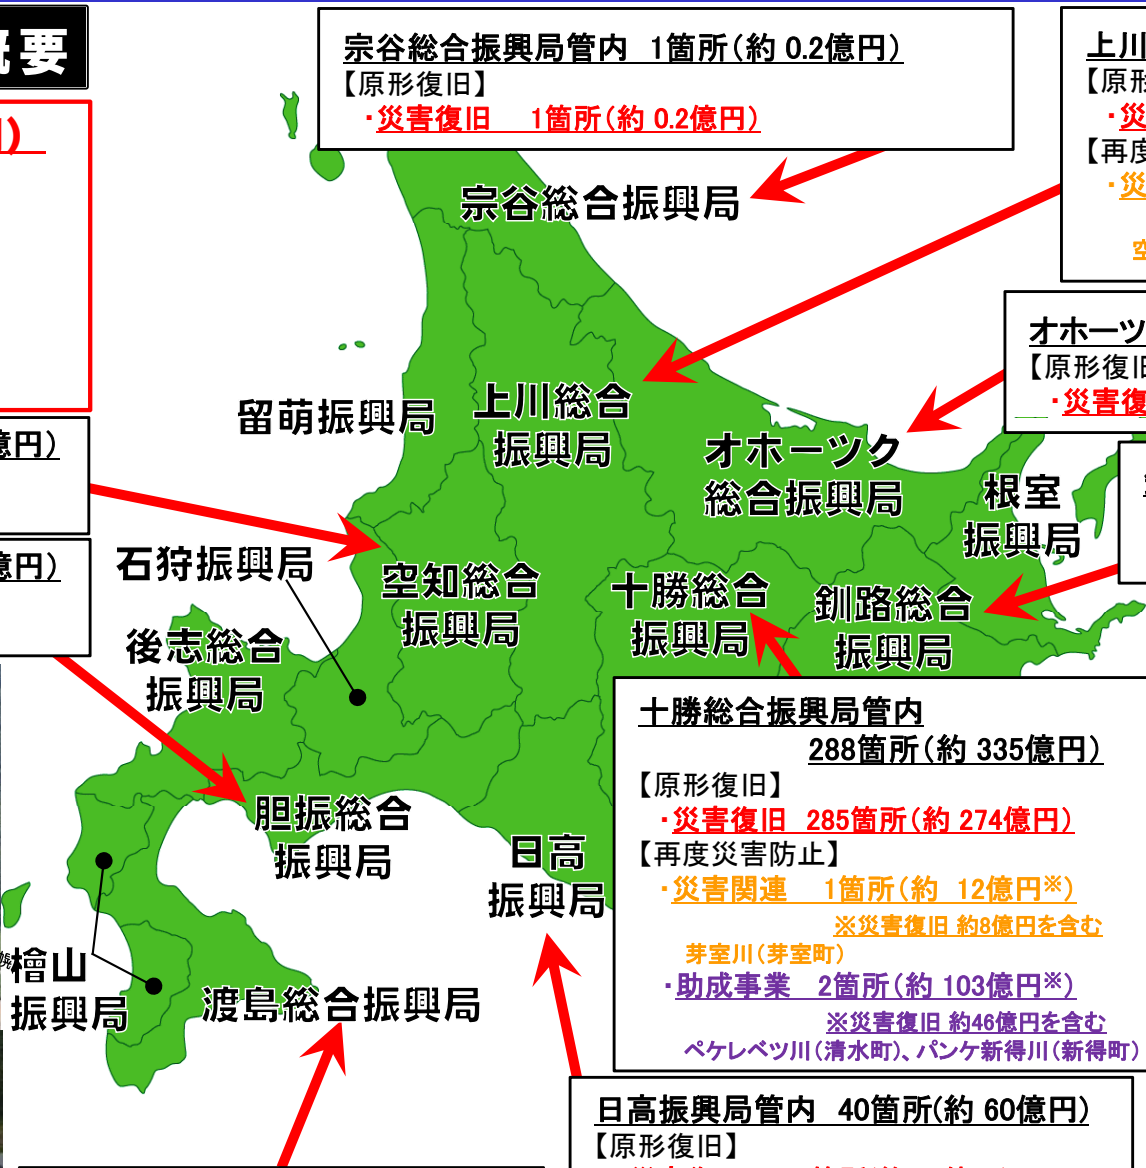 概要
円)
宗谷総合振興局管内　1箇所(約 0.2億円)
【原形復旧】
・災害復旧　1箇所(約 0.2億円)
上川
【原形
・災
【再度
・災
空
オホーツ
【原形復旧
・災害復
宗谷総合振興局
留萌振興局
上川総合
振興局
オホーツク
総合振興局
根室
振興局
億円)
億円)
石狩振興局
空知総合
振興局
十勝総合
振興局
釧路総合
振興局
後志総合
振興局
胆振総合
振興局
日高
振興局
檜山
振興局
渡島総合振興局
十勝総合振興局管内
288箇所(約 335億円)
【原形復旧】
・災害復旧　285箇所(約 274億円)
【再度災害防止】
・災害関連　1箇所(約　12億円※)
※災害復旧 約8億円を含む
芽室川(芽室町)
・助成事業　2箇所(約 103億円※)
※災害復旧 約46億円を含む
ペケレベツ川(清水町)、パンケ新得川(新得町)
日高振興局管内　40箇所(約 60億円)
【原形復旧】